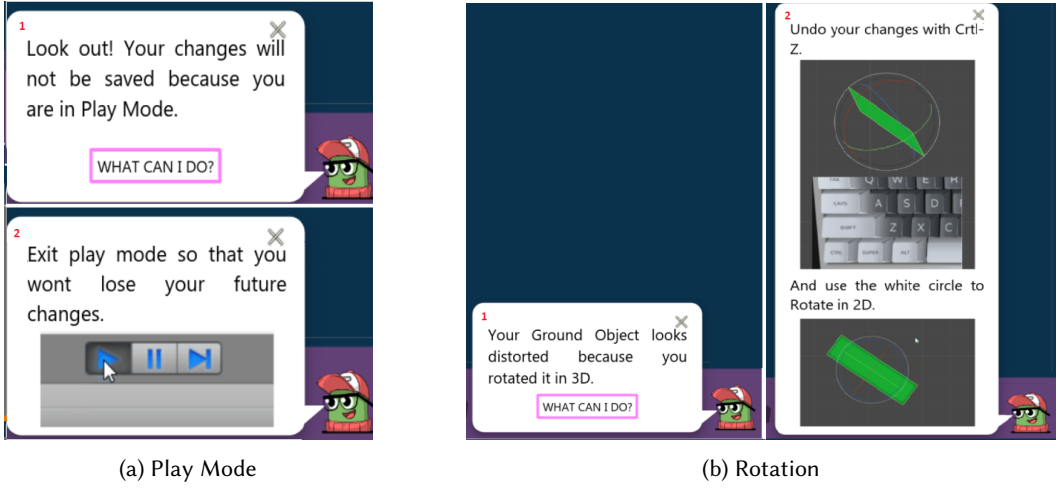 1
Look out! Your changes will
not be saved because you
are in Play Mode.
WHAT CAN I DO?
2
Exit play mode so that you
wont lose your future
changes.
(a) Play Mode
1
Your Ground Object looks
distorted because you
rotated it in 3D.
WHAT CAN I DO?
2
Undo your changes with Crtl-
Z.
Q W E R
CAPS A S D
SHIFT Z X C
CTRL SUPER ALT
And use the white circle to
Rotate in 2D.
(b) Rotation